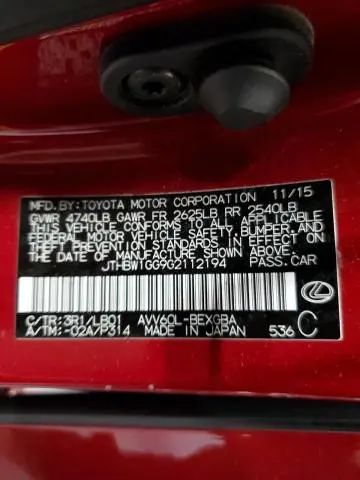 MFD.BY:TOYOTA MOTOR CORPORATION 11/15
GVWR 4740LB GAWR FR 2625LB RR 2540LB
THIS VEHICLE CONFORMS TO ALL APPLICABLE
FEDERAL MOTOR VEHICLE SAFETY,BUMPER,AND
THEFT PREVENTION STANDARDS IN EFFECT ON
THE DATE OF MANUFACTURE SHOWN ABOVE.
JTHBW1GG9G2112194 PASS.CAR
C/TR:3R1/LB01 AVV60L-BEXGBA
A/TM:-02A/P314 MADE IN JAPAN 536 C